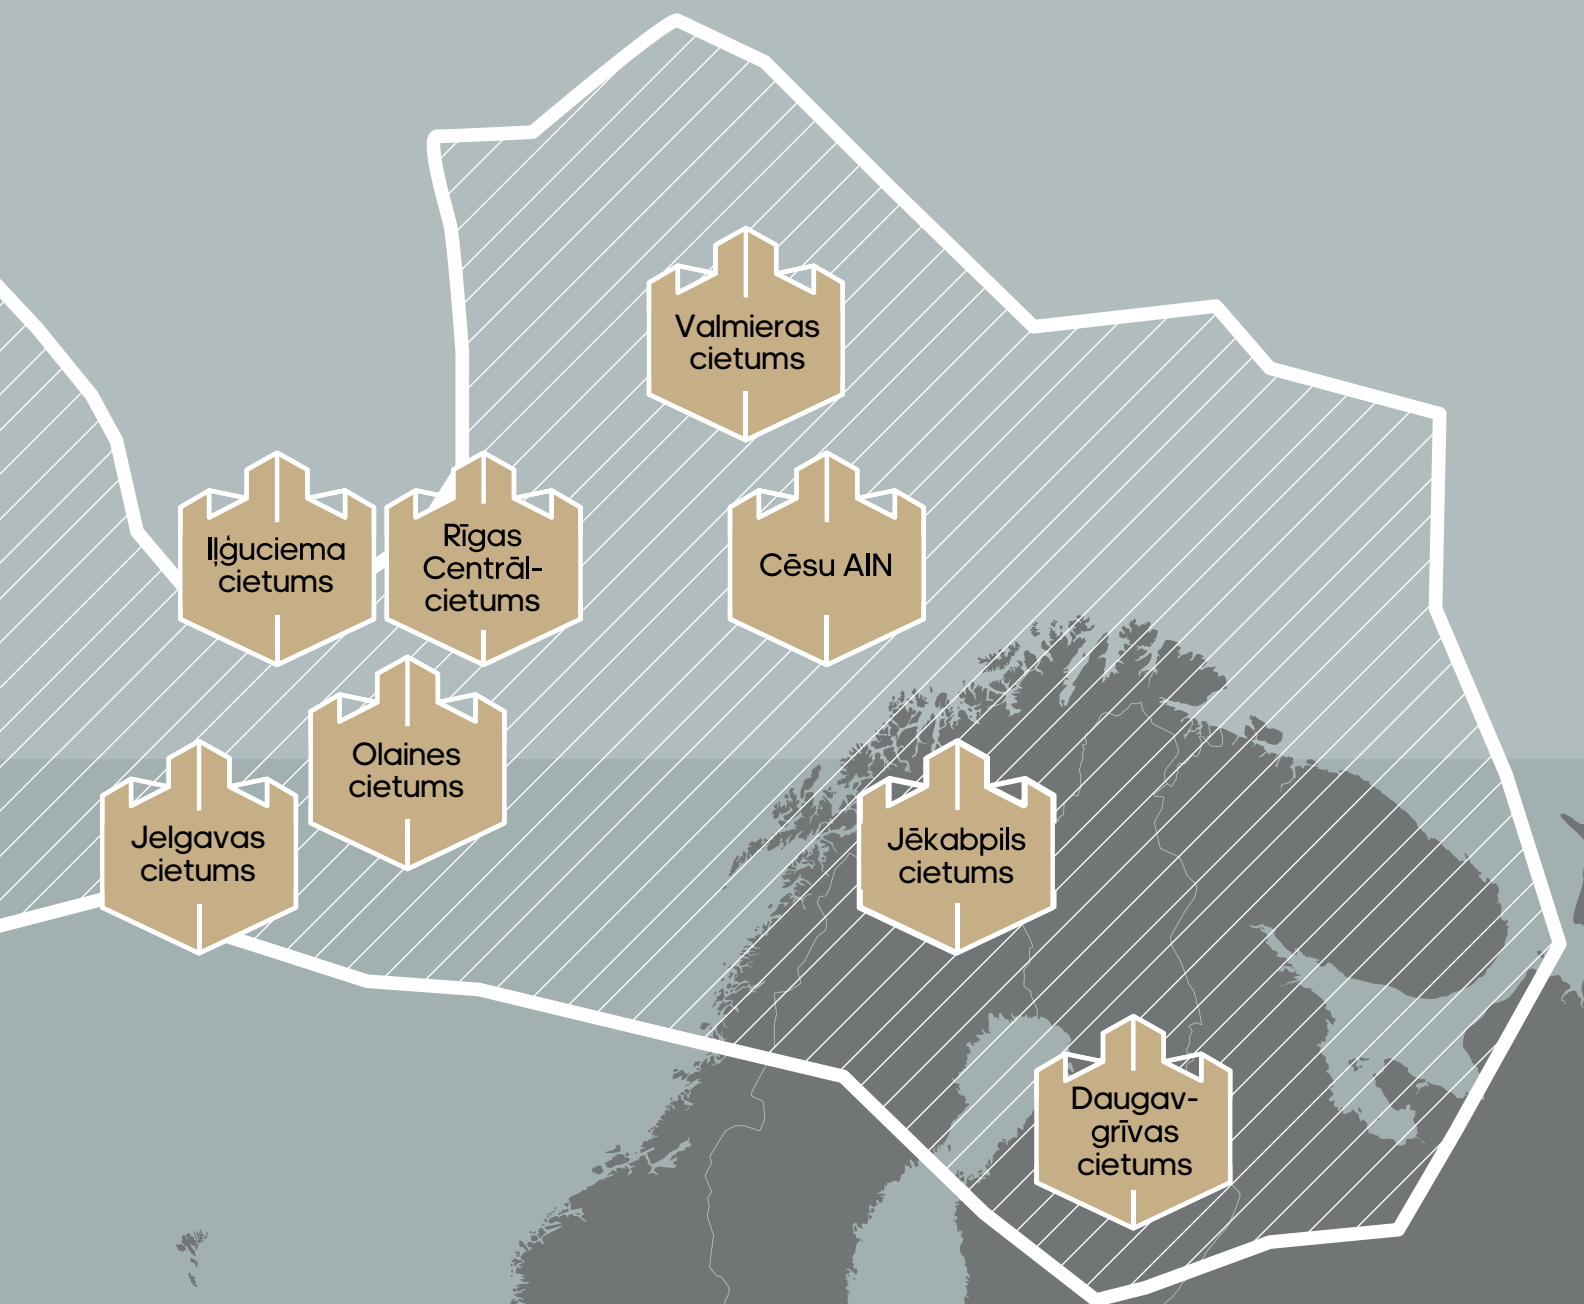 Valmieras
cietums
Iļģuciema
cietums
Rīgas
Centrāl-
cietums
Cēsu AIN
Olaines
cietums
Jelgavas
cietums
Jēkabpils
cietums
Daugav-
grīvas
cietums